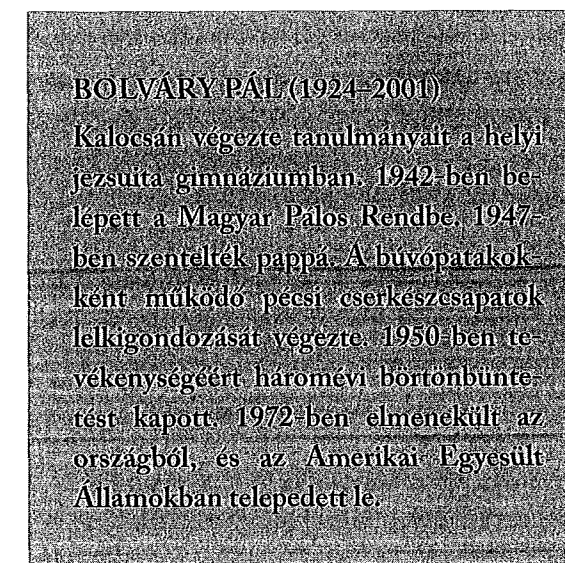 BOLVÁRY PÁL (1924–2001)
Kalocsán végezte tanulmányait a helyi
jezsuita gimnáziumban. 1942-ben be-
lépett a Magyar Pálos Rendbe. 1947-
ben szentelték pappá. A búvópatakok-
ként működő pécsi cserkészcsapatok
lelkigondozását végezte. 1950-ben te-
vékenységéért háromévi börtönbünte-
tést kapott. 1972-ben elmenekült az
országból, és az Amerikai Egyesült
Államokban telepedett le.